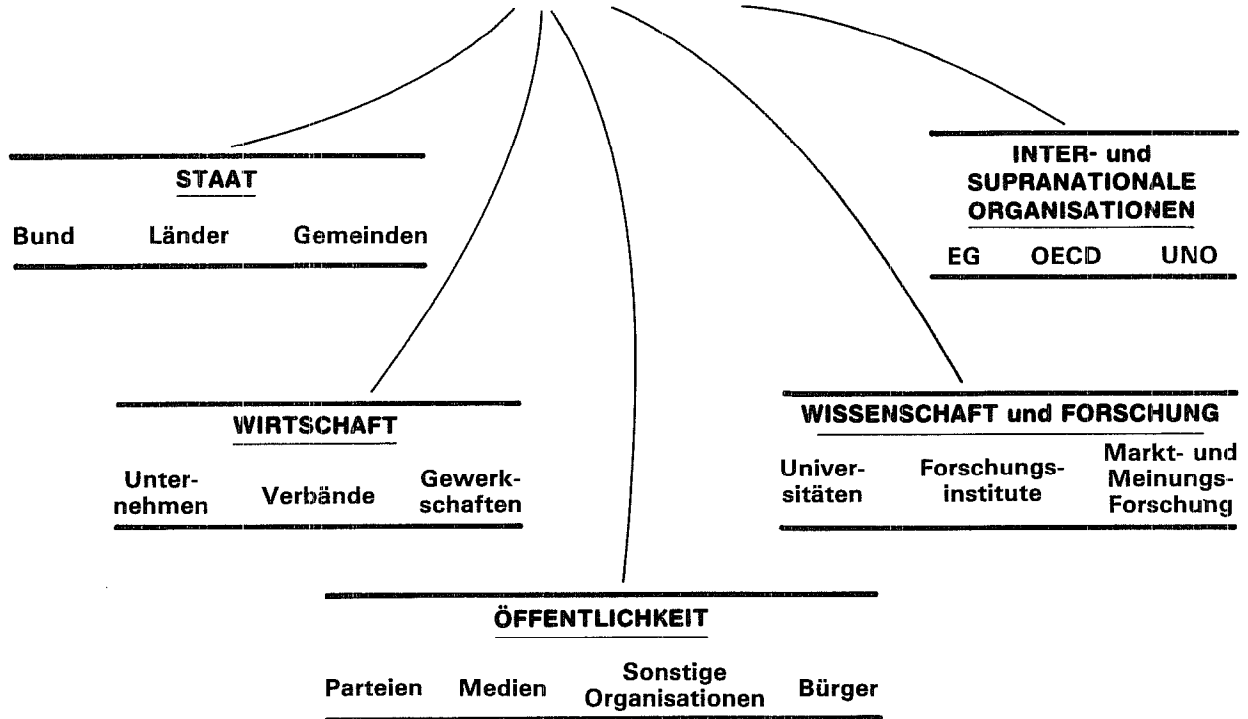 STAAT
Bund Länder Gemeinden
INTER- und
SUPRANATIONALE
ORGANISATIONEN
EG OECD UNO
WIRTSCHAFT
Unter-
nehmen
Verbände
Gewerk-
schaften
WISSENSCHAFT und FORSCHUNG
Univer-
sitäten
Forschungs-
institute
Markt- und
Meinungs-
Forschung
ÖFFENTLICHKEIT
Parteien
Medien
Sonstige
Organisationen
Bürger